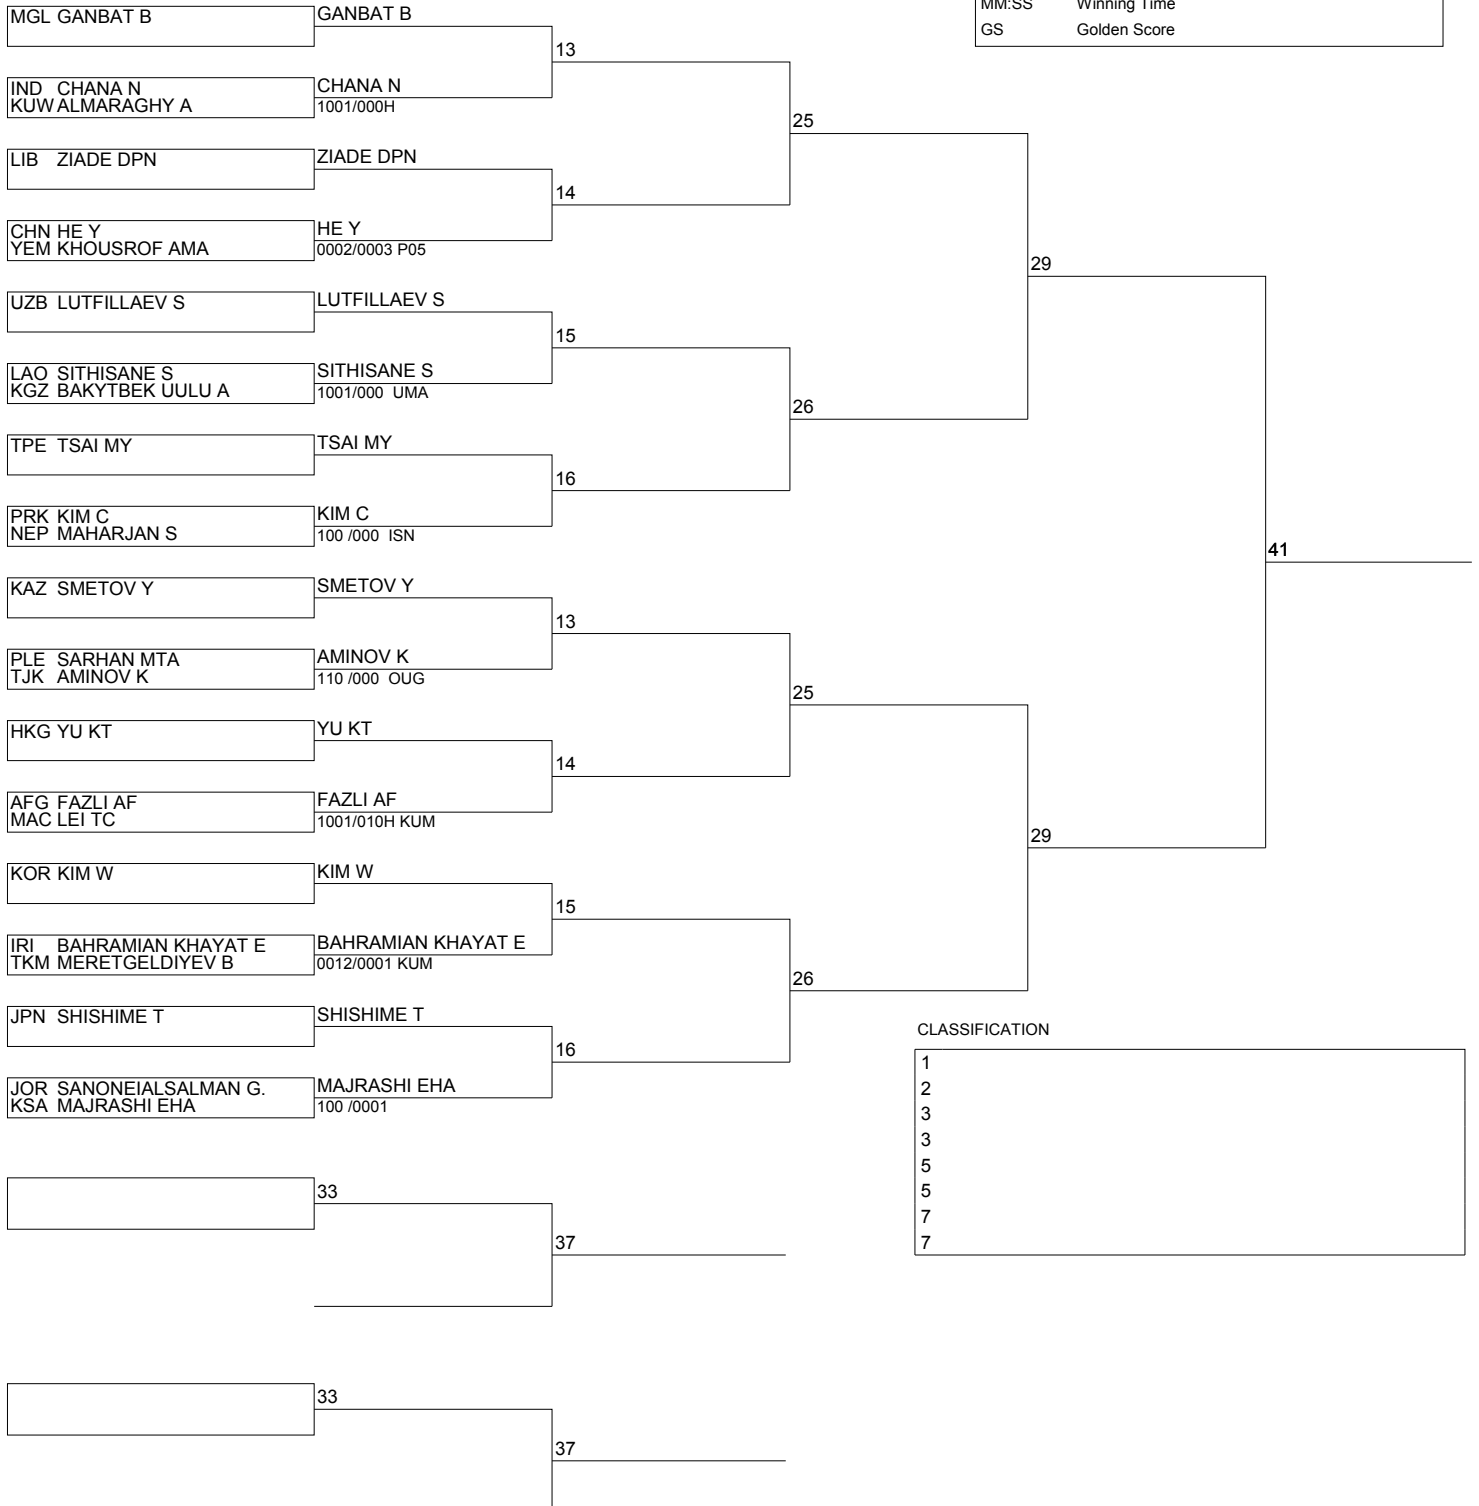 MM:SS Winning Time
GS Golden Score
MGL GANBAT B
GANBAT B
13
IND CHANA N
KUW ALMARAGHY A
CHANA N
1001/000H
25
LIB ZIADE DPN
ZIADE DPN
14
CHN HE Y
YEM KHOUSROF AMA
HE Y
0002/0003 P05
29
UZB LUTFILLAEV S
LUTFILLAEV S
15
LAO SITHISANE S
KGZ BAKYTBEK UULU A
SITHISANE S
1001/000 UMA
26
TPE TSAI MY
TSAI MY
16
PRK KIM C
NEP MAHARJAN S
KIM C
100 /000 ISN
41
KAZ SMETOV Y
SMETOV Y
13
PLE SARHAN MTA
TJK AMINOV K
AMINOV K
110 /000 OUG
25
HKG YU KT
YU KT
14
AFG FAZLI AF
MAC LEI TC
FAZLI AF
1001/010H KUM
29
KOR KIM W
KIM W
15
IRI BAHRAMIAN KHAYAT E
TKM MERETGELDIYEV B
BAHRAMIAN KHAYAT E
0012/0001 KUM
26
JPN SHISHIME T
SHISHIME T
16
JOR SANONEIALSALMAN G.
KSA MAJRASHI EHA
MAJRASHI EHA
100 /0001
CLASSIFICATION
1
2
3
3
5
5
7
7
33
37
33
37